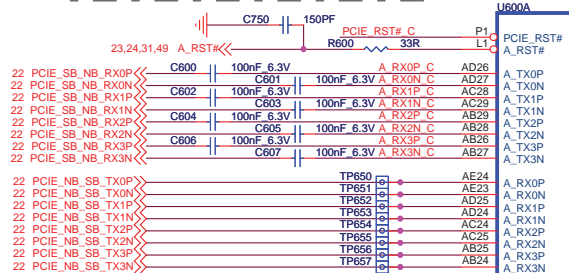 U600A
C750 150PF
PCIE_RST#_C P1 PCIE_RST#
23,24,31,49 A_RST# R600 33R L1 A_RST#
22 PCIE_SB_NB_RX0P C600 100nF_6.3V A_RX0P_C AD26 A_TX0P
22 PCIE_SB_NB_RX0N C601 100nF_6.3V A_RX0N_C AD27 A_TX0N
22 PCIE_SB_NB_RX1P C602 100nF_6.3V A_RX1P_C AC28 A_TX1P
22 PCIE_SB_NB_RX1N C603 100nF_6.3V A_RX1N_C AC29 A_TX1N
22 PCIE_SB_NB_RX2P C604 100nF_6.3V A_RX2P_C AB29 A_TX2P
22 PCIE_SB_NB_RX2N C605 100nF_6.3V A_RX2N_C AB28 A_TX2N
22 PCIE_SB_NB_RX3P C606 100nF_6.3V A_RX3P_C AB26 A_TX3P
22 PCIE_SB_NB_RX3N C607 100nF_6.3V A_RX3N_C AB27 A_TX3N
22 PCIE_NB_SB_TX0P TP650 AE24 A_RX0P
22 PCIE_NB_SB_TX0N TP651 AE23 A_RX0N
22 PCIE_NB_SB_TX1P TP652 AD25 A_RX1P
22 PCIE_NB_SB_TX1N TP653 AD24 A_RX1N
22 PCIE_NB_SB_TX2P TP654 AC24 A_RX2P
22 PCIE_NB_SB_TX2N TP655 AC25 A_RX2N
22 PCIE_NB_SB_TX3P TP656 AB25 A_RX3P
22 PCIE_NB_SB_TX3N TP657 AB24 A_RX3N